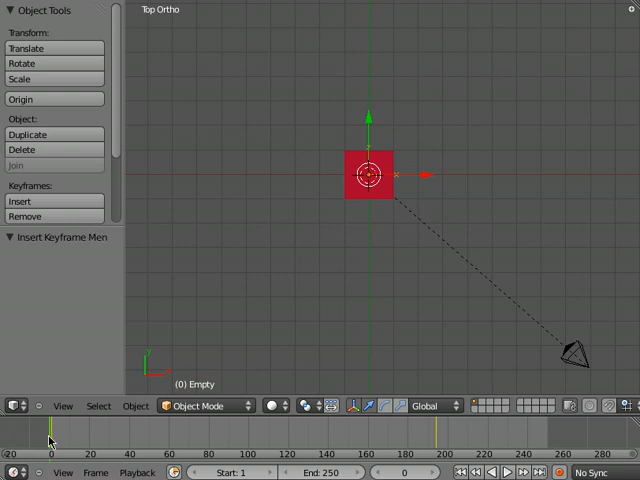 Object Tools
Top Ortho
Transform:
Translate
Rotate
Scale
Origin
Object:
Duplicate
Delete
Join
Keyframes:
Insert
Remove
Insert Keyframe Men
y
x
y
(0) Empty
View Select Object Object Mode Global
-20 0 20 40 60 80 100 120 140 160 180 200 220 240 260 280
View Frame Playback Start: 1 End: 250 0 No Sync